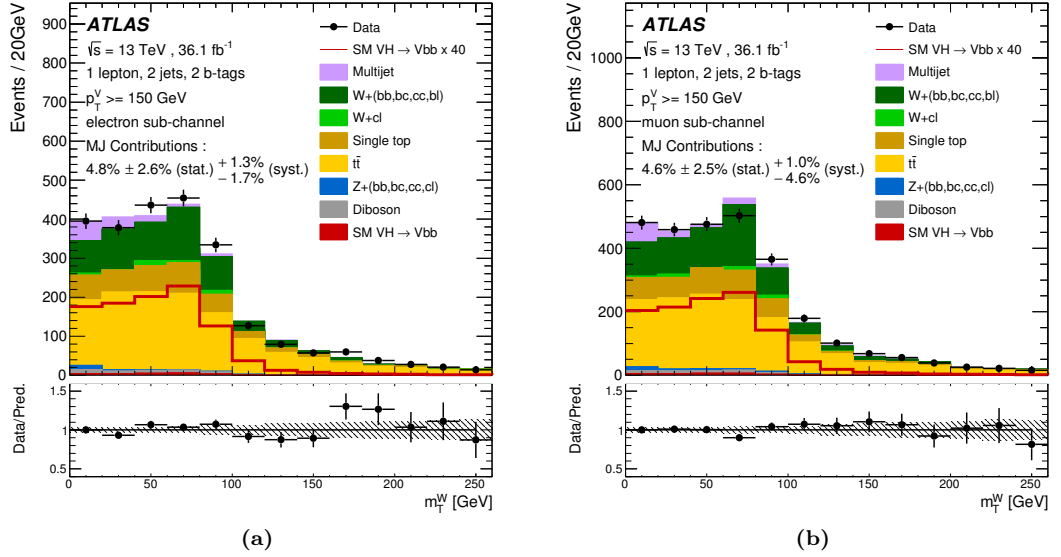 ATLAS
√s = 13 TeV , 36.1 fb⁻¹
1 lepton, 2 jets, 2 b-tags
p_T^V >= 150 GeV
electron sub-channel
MJ Contributions :
4.8% ± 2.6% (stat.) + 1.3% − 1.7% (syst.)
Data
SM VH → Vbb x 40
Multijet
W+(bb,bc,cc,bl)
W+cl
Single top
tt̄
Z+(bb,bc,cc,cl)
Diboson
SM VH → Vbb
Events / 20GeV
900
800
700
600
500
400
300
200
100
0
Data/Pred.
1.5
1
0.5
0 50 100 150 200 250
m_T^W [GeV]
(a)
ATLAS
√s = 13 TeV , 36.1 fb⁻¹
1 lepton, 2 jets, 2 b-tags
p_T^V >= 150 GeV
muon sub-channel
MJ Contributions :
4.6% ± 2.5% (stat.) + 1.0% − 4.6% (syst.)
Data
SM VH → Vbb x 40
Multijet
W+(bb,bc,cc,bl)
W+cl
Single top
tt̄
Z+(bb,bc,cc,cl)
Diboson
SM VH → Vbb
Events / 20GeV
1000
800
600
400
200
0
Data/Pred.
1.5
1
0.5
0 50 100 150 200 250
m_T^W [GeV]
(b)